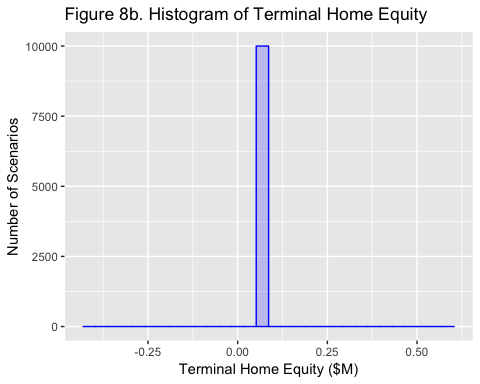 Figure 8b. Histogram of Terminal Home Equity
10000
7500
5000
2500
0
Number of Scenarios
-0.25 0.00 0.25 0.50
Terminal Home Equity ($M)